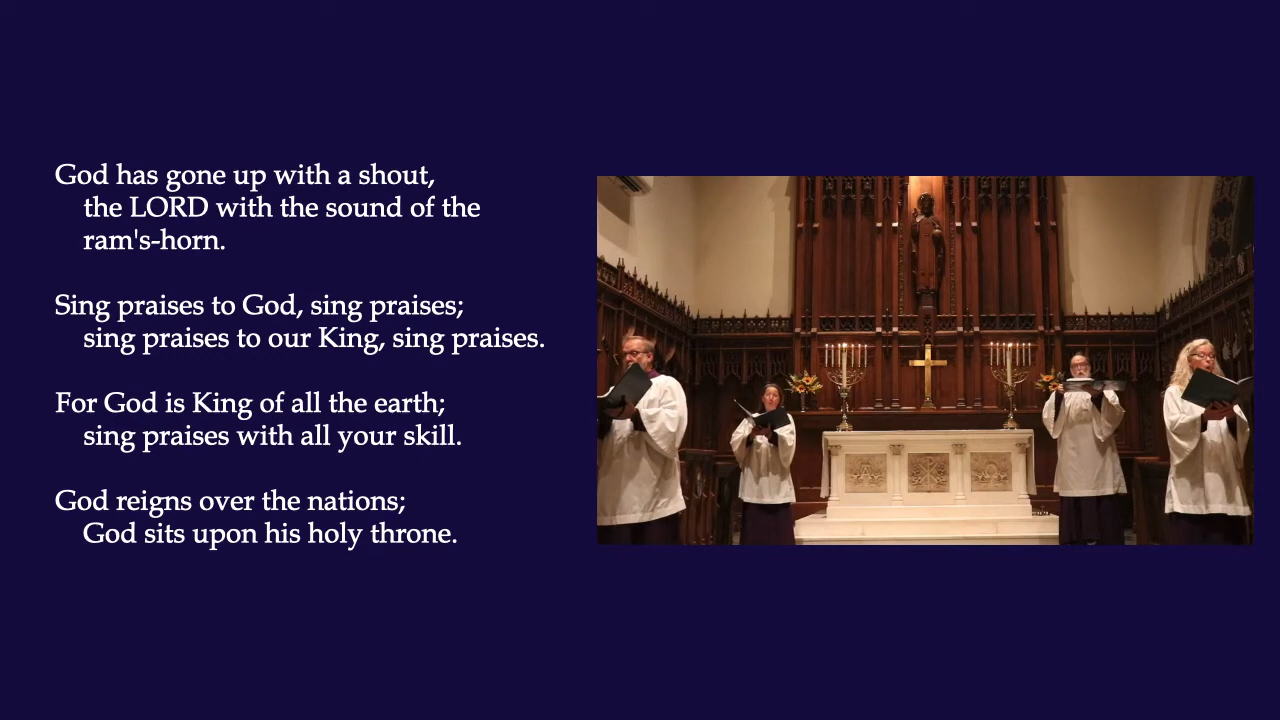 God has gone up with a shout,
the LORD with the sound of the
ram's-horn.
Sing praises to God, sing praises;
sing praises to our King, sing praises.
For God is King of all the earth;
sing praises with all your skill.
God reigns over the nations;
God sits upon his holy throne.